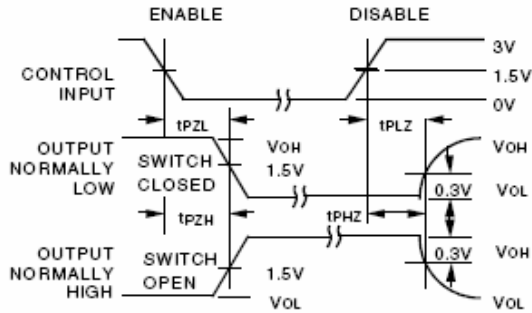 ENABLE
DISABLE
CONTROL
INPUT
3V
1.5V
0V
tPZL
tPLZ
OUTPUT
NORMALLY
LOW
SWITCH
CLOSED
VOH
1.5V
VOH
0.3V
VOL
tPZH
tPHZ
OUTPUT
NORMALLY
HIGH
SWITCH
OPEN
1.5V
VOL
0.3V
VOH
VOL